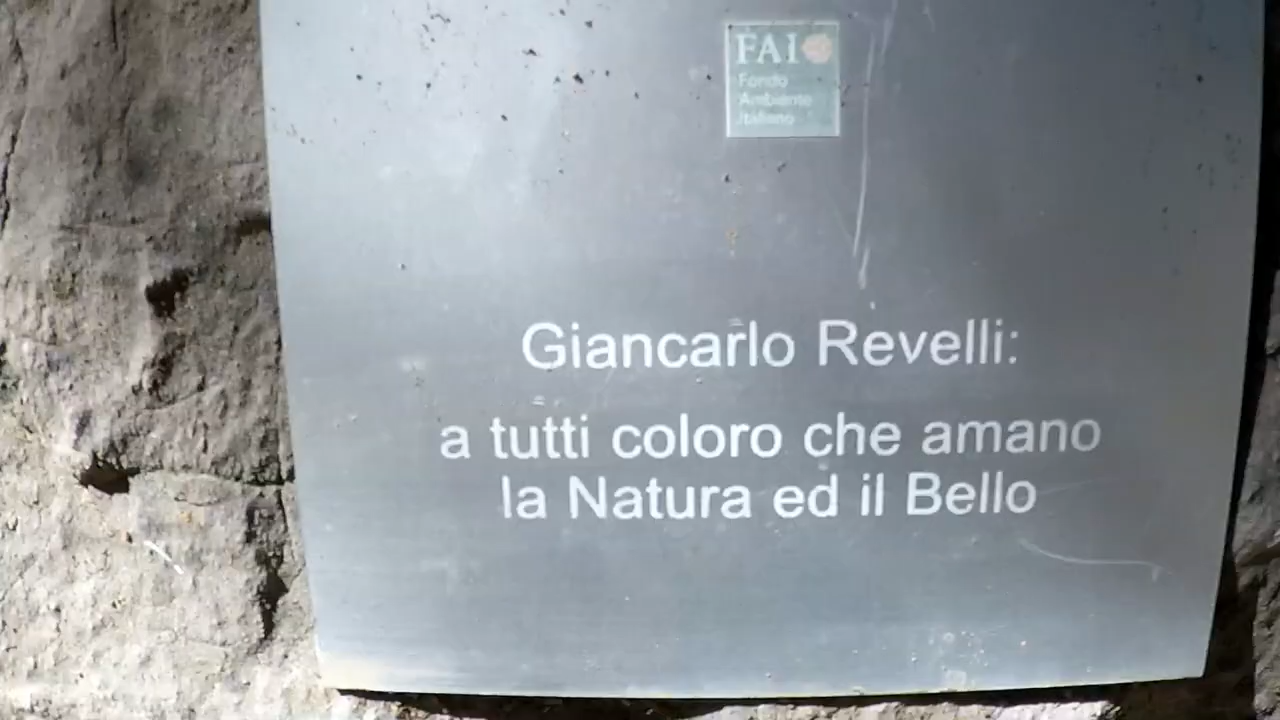 FAI
Fondo
Ambiente
Italiano
Giancarlo Revelli:
a tutti coloro che amano
la Natura ed il Bello